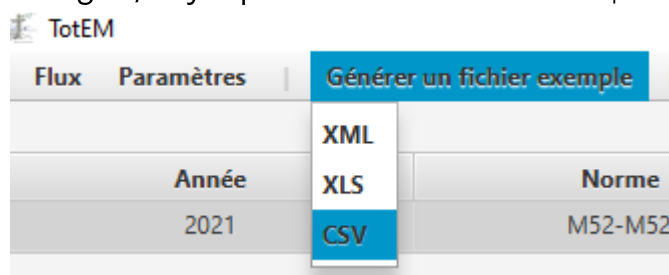 TotEM
Flux Paramètres | Générer un fichier exemple
XML
Année XLS Norme
2021 CSV M52-M52